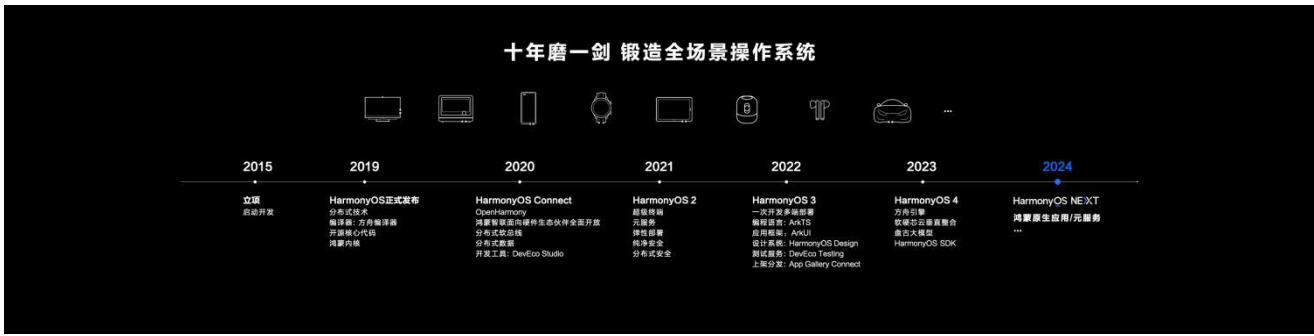 十年磨一剑 锻造全场景操作系统
...
2015
立项
启动开发
2019
HarmonyOS正式发布
分布式技术
编译器: 方舟编译器
开源核心代码
鸿蒙内核
2020
HarmonyOS Connect
OpenHarmony
鸿蒙智联面向硬件生态伙伴全面开放
分布式软总线
分布式数据
开发工具: DevEco Studio
2021
HarmonyOS 2
超级终端
元服务
弹性部署
纯净安全
分布式安全
2022
HarmonyOS 3
一次开发多端部署
编程语言: ArkTS
应用框架: ArkUI
设计系统: HarmonyOS Design
测试服务: DevEco Testing
上架分发: App Gallery Connect
2023
HarmonyOS 4
方舟引擎
软硬芯云垂直整合
盘古大模型
HarmonyOS SDK
2024
HarmonyOS NEXT
鸿蒙原生应用/元服务
...